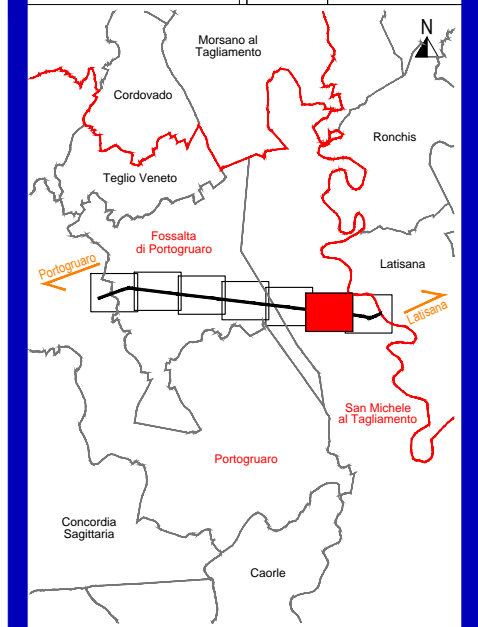 Morsano al
Tagliamento
N
Cordovado
Ronchis
Teglio Veneto
Fossalta
di Portogruaro
Latisana
Portogruaro
Latisana
San Michele
al Tagliamento
Portogruaro
Concordia
Sagittaria
Caorle